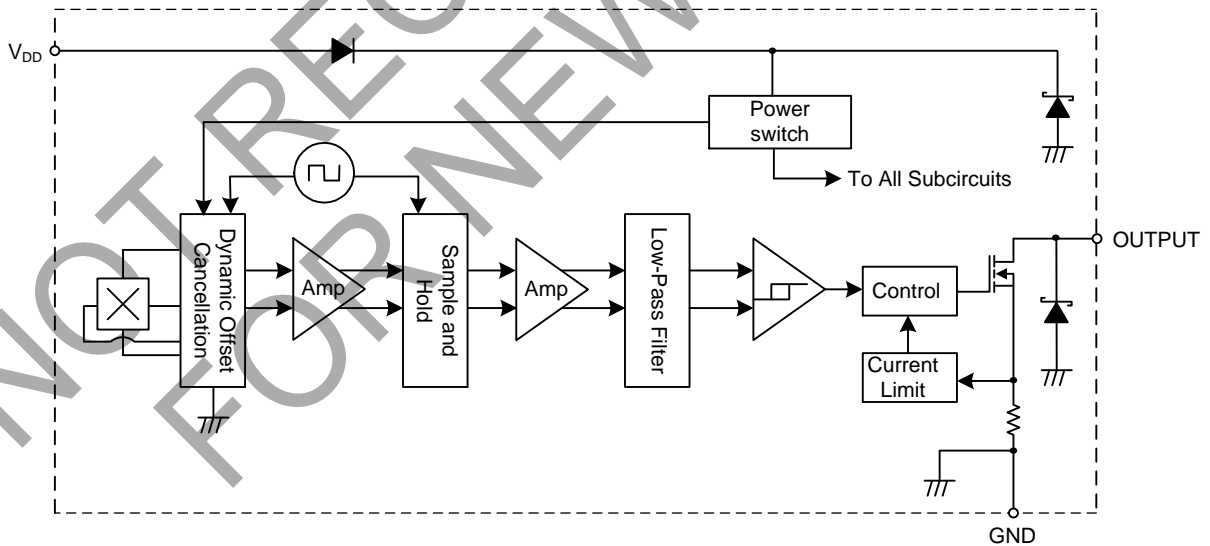 NOT REC
FOR NEW
VDD
Power
switch
To All Subcircuits
Dynamic Offset
Cancellation
Amp
Sample and
Hold
Amp
Low-Pass Filter
Control
Current
Limit
OUTPUT
GND